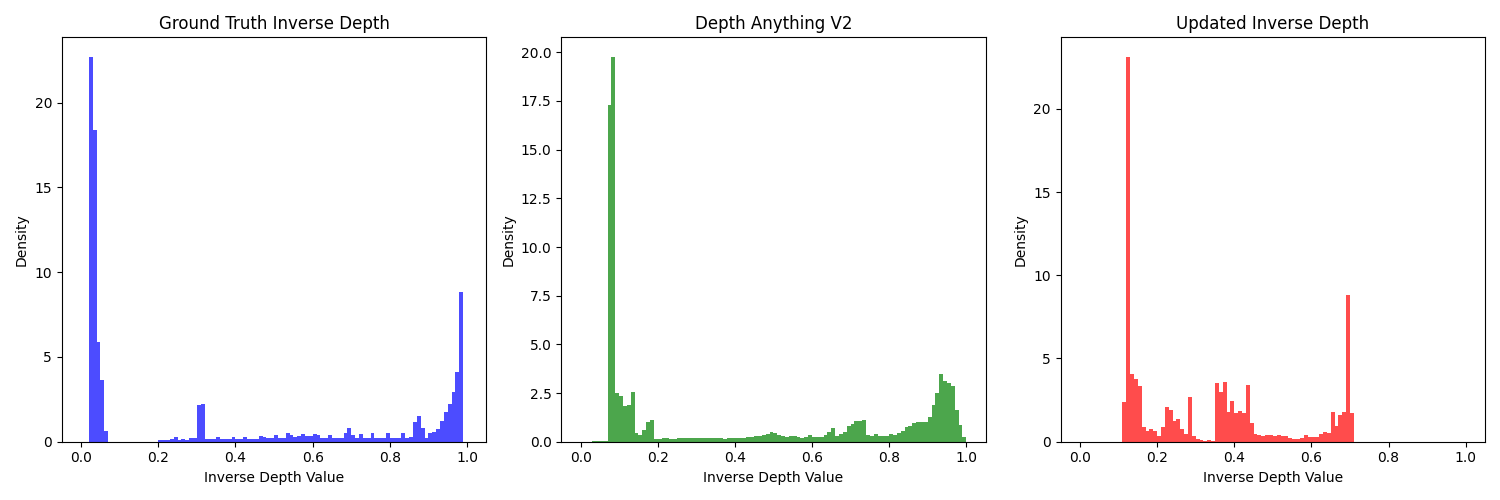 Ground Truth Inverse Depth
Density
20
15
10
5
0
0.0 0.2 0.4 0.6 0.8 1.0
Inverse Depth Value
Depth Anything V2
Density
20.0
17.5
15.0
12.5
10.0
7.5
5.0
2.5
0.0
0.0 0.2 0.4 0.6 0.8 1.0
Inverse Depth Value
Updated Inverse Depth
Density
20
15
10
5
0
0.0 0.2 0.4 0.6 0.8 1.0
Inverse Depth Value